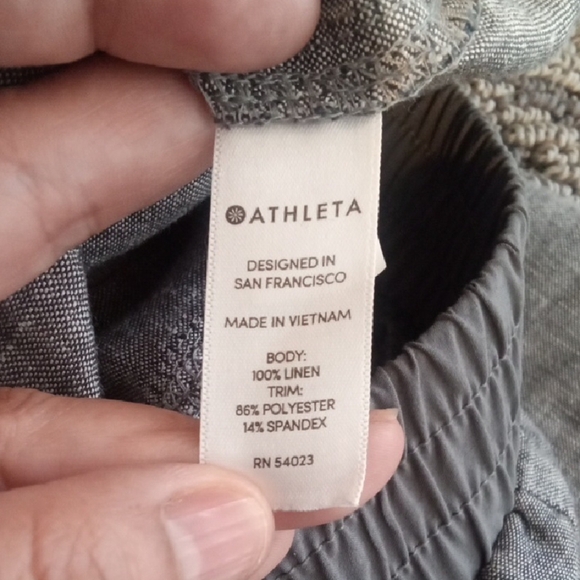 ATHLETA
DESIGNED IN
SAN FRANCISCO
MADE IN VIETNAM
BODY:
100% LINEN
TRIM:
86% POLYESTER
14% SPANDEX
RN 54023